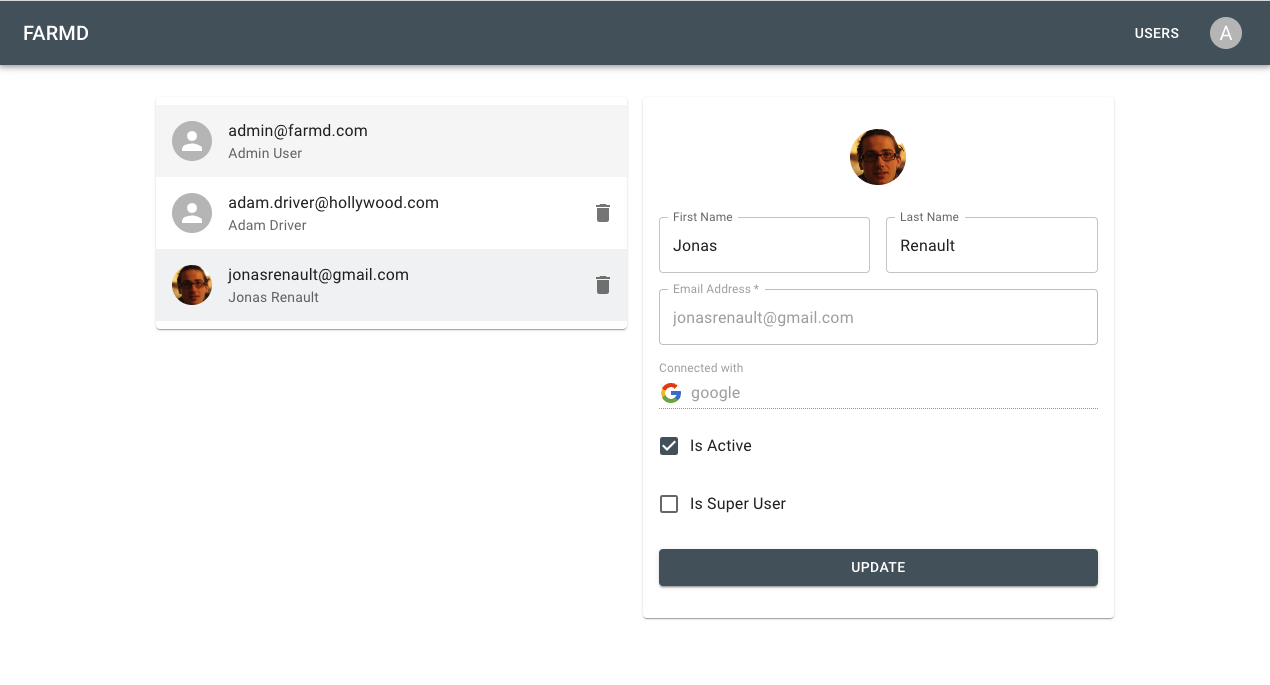 FARMD
USERS
A
admin@farmd.com
Admin User
adam.driver@hollywood.com
Adam Driver
jonasrenault@gmail.com
Jonas Renault
First Name
Jonas
Last Name
Renault
Email Address *
jonasrenault@gmail.com
Connected with
google
Is Active
Is Super User
UPDATE